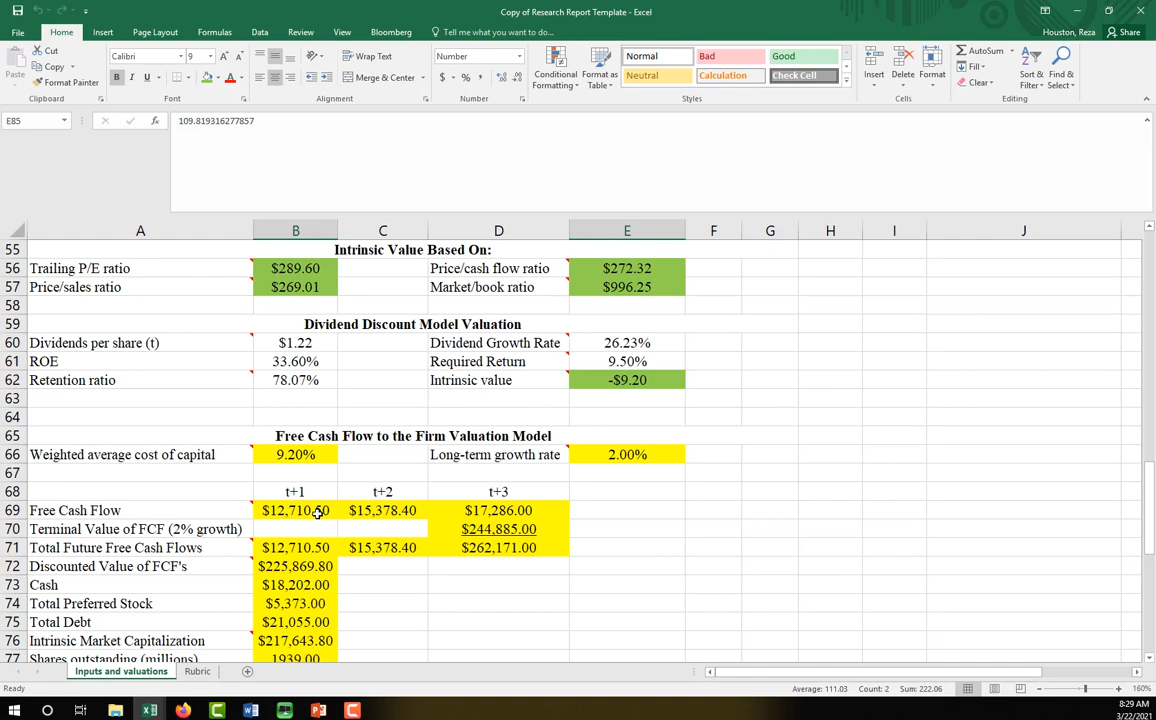 Copy of Research Report Template - Excel
File Home Insert Page Layout Formulas Data Review View Bloomberg Tell me what you want to do... Houston, Reza Share
Paste Cut Copy Format Painter Clipboard
Calibri 9 A A B I U A Font
Wrap Text Merge & Center Alignment
Number $ % , Number
Conditional Formatting Format as Table Normal Bad Good Neutral Calculation Check Cell Styles
Insert Delete Format Cells
AutoSum Fill Clear Sort & Filter Find & Select Editing
E85 fx 109.819316277857
A B C D E F G H I J
55 Intrinsic Value Based On:
56 Trailing P/E ratio $289.60 Price/cash flow ratio $272.32
57 Price/sales ratio $269.01 Market/book ratio $996.25
58
59 Dividend Discount Model Valuation
60 Dividends per share (t) $1.22 Dividend Growth Rate 26.23%
61 ROE 33.60% Required Return 9.50%
62 Retention ratio 78.07% Intrinsic value -$9.20
63
64
65 Free Cash Flow to the Firm Valuation Model
66 Weighted average cost of capital 9.20% Long-term growth rate 2.00%
67
68 t+1 t+2 t+3
69 Free Cash Flow $12,710.50 $15,378.40 $17,286.00
70 Terminal Value of FCF (2% growth) $244,885.00
71 Total Future Free Cash Flows $12,710.50 $15,378.40 $262,171.00
72 Discounted Value of FCF's $225,869.80
73 Cash $18,202.00
74 Total Preferred Stock $5,373.00
75 Total Debt $21,055.00
76 Intrinsic Market Capitalization $217,643.80
77 Shares outstanding (millions) 1939.00
Inputs and valuations Rubric
Ready Average: 111.03 Count: 2 Sum: 222.06 160%
8:29 AM
3/22/2021